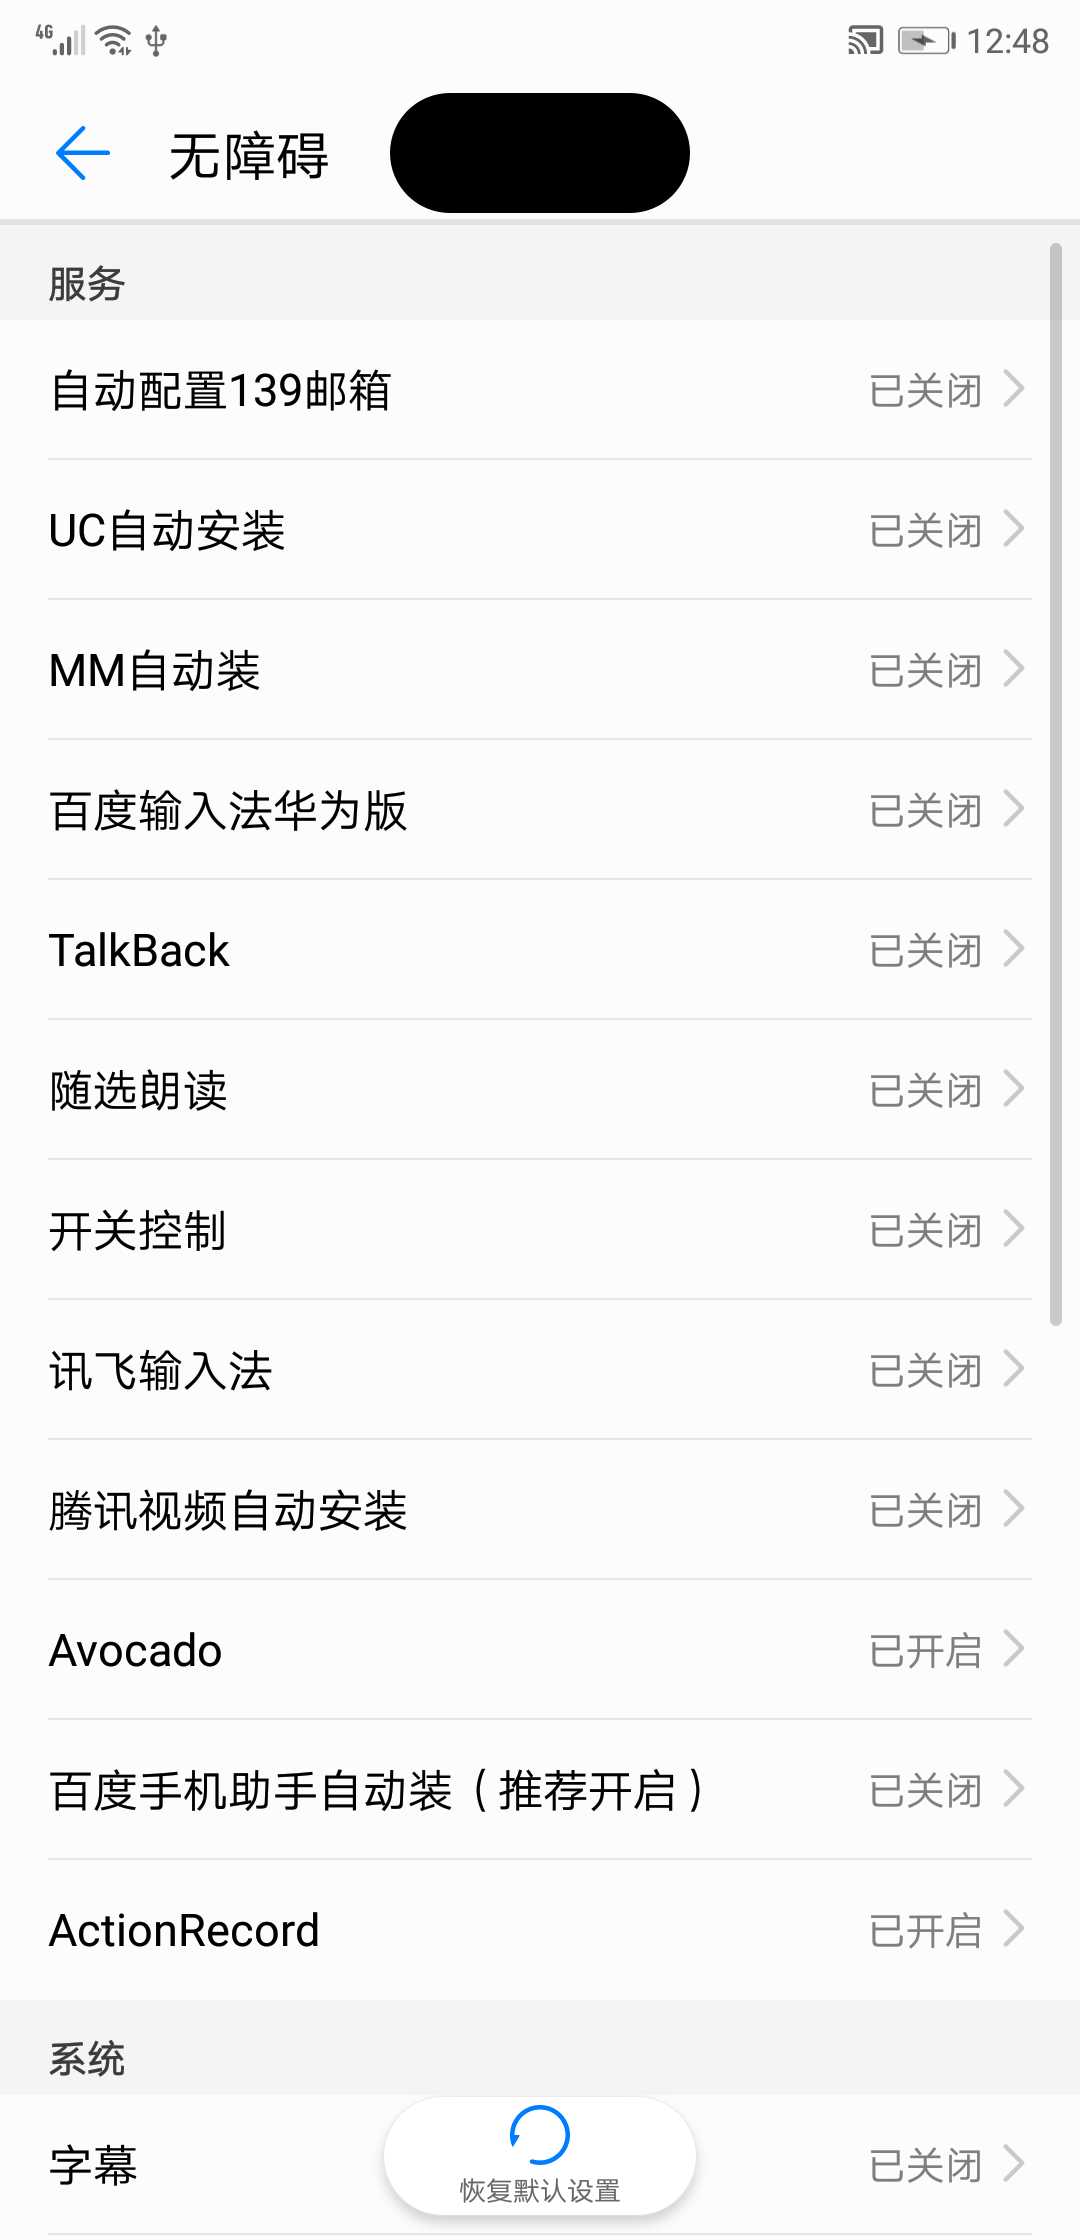 4G 12:48
无障碍
服务
自动配置139邮箱 已关闭
UC自动安装 已关闭
MM自动装 已关闭
百度输入法华为版 已关闭
TalkBack 已关闭
随选朗读 已关闭
开关控制 已关闭
讯飞输入法 已关闭
腾讯视频自动安装 已关闭
Avocado 已开启
百度手机助手自动装（推荐开启） 已关闭
ActionRecord 已开启
系统
字幕 已关闭
恢复默认设置